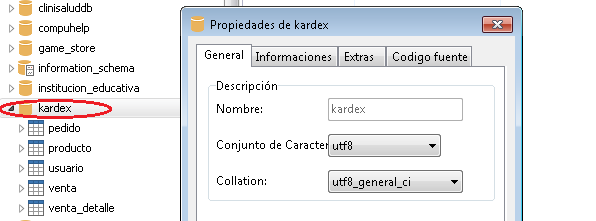 clinisaluddb
compuhelp
game_store
information_schema
institucion_educativa
kardex
pedido
producto
usuario
venta
venta_detalle
Propiedades de kardex
General Informaciones Extras Codigo fuente
Descripción
Nombre: kardex
Conjunto de Caracter utf8
Collation: utf8_general_ci